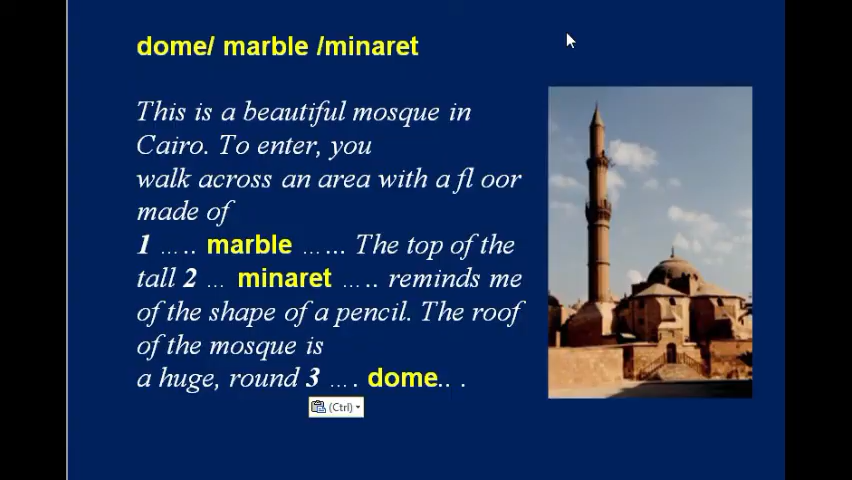 dome/ marble /minaret
This is a beautiful mosque in
Cairo. To enter, you
walk across an area with a fl oor
made of
1 ….. marble …... The top of the
tall 2 … minaret ….. reminds me
of the shape of a pencil. The roof
of the mosque is
a huge, round 3 …. dome.. .
(Ctrl)